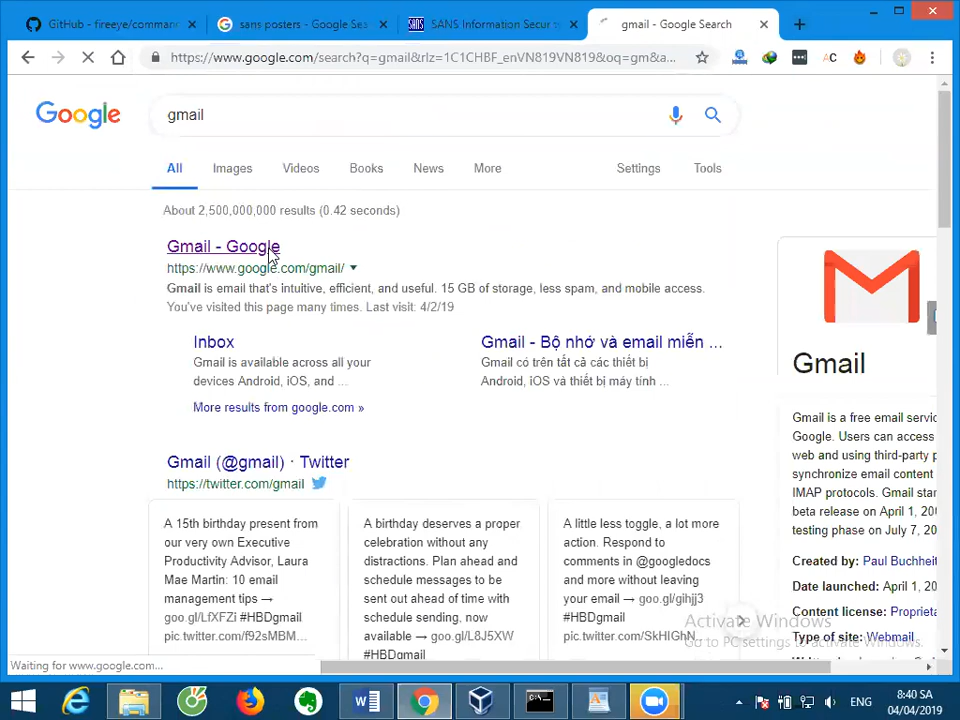 GitHub - fireeye/comman
sans posters - Google Sea
SANS Information Secur
gmail - Google Search
https://www.google.com/search?q=gmail&rlz=1C1CHBF_enVN819VN819&oq=gm&a...
AC
Google
gmail
All
Images
Videos
Books
News
More
Settings
Tools
About 2,500,000,000 results (0.42 seconds)
Gmail - Google
https://www.google.com/gmail/
Gmail is email that's intuitive, efficient, and useful. 15 GB of storage, less spam, and mobile access.
You've visited this page many times. Last visit: 4/2/19
Inbox
Gmail is available across all your
devices Android, iOS, and ...
Gmail - Bộ nhớ và email miễn ...
Gmail có trên tất cả các thiết bị
Android, iOS và thiết bị máy tính ...
More results from google.com »
Gmail (@gmail) · Twitter
https://twitter.com/gmail
A 15th birthday present from
our very own Executive
Productivity Advisor, Laura
Mae Martin: 10 email
management tips →
goo.gl/LfXFZi #HBDgmail
pic.twitter.com/f92sMBM...
A birthday deserves a proper
celebration without any
distractions. Plan ahead and
schedule messages to be
sent out ahead of time with
schedule sending, now
available → goo.gl/L8J5XW
#HBDgmail
A little less toggle, a lot more
action. Respond to
comments in @googledocs
and more without leaving
your email → goo.gl/gihjj3
#HBDgmail
pic.twitter.com/SkHIGhN...
Gmail
Gmail is a free email servic
Google. Users can access
web and using third-party p
synchronize email content
IMAP protocols. Gmail star
beta release on April 1, 200
testing phase on July 7, 20
Created by: Paul Buchheit
Date launched: April 1, 20
Content license: Proprieta
Type of site: Webmail
Activate Windows
Go to PC settings to activate Windows.
Waiting for www.google.com...
ENG
8:40 SA
04/04/2019